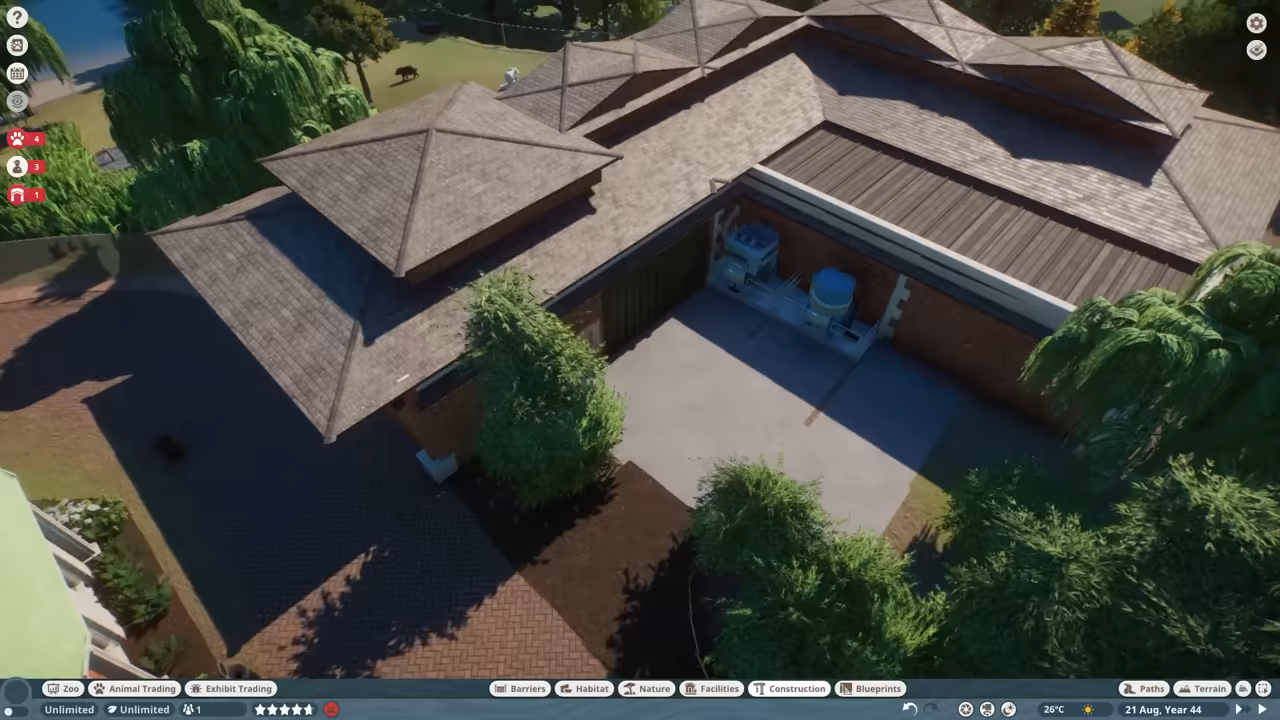 ?
4
3
1
Zoo
Animal Trading
Exhibit Trading
Barriers
Habitat
Nature
Facilities
Construction
Blueprints
Paths
Terrain
Unlimited
Unlimited
1
26°C
21 Aug, Year 44